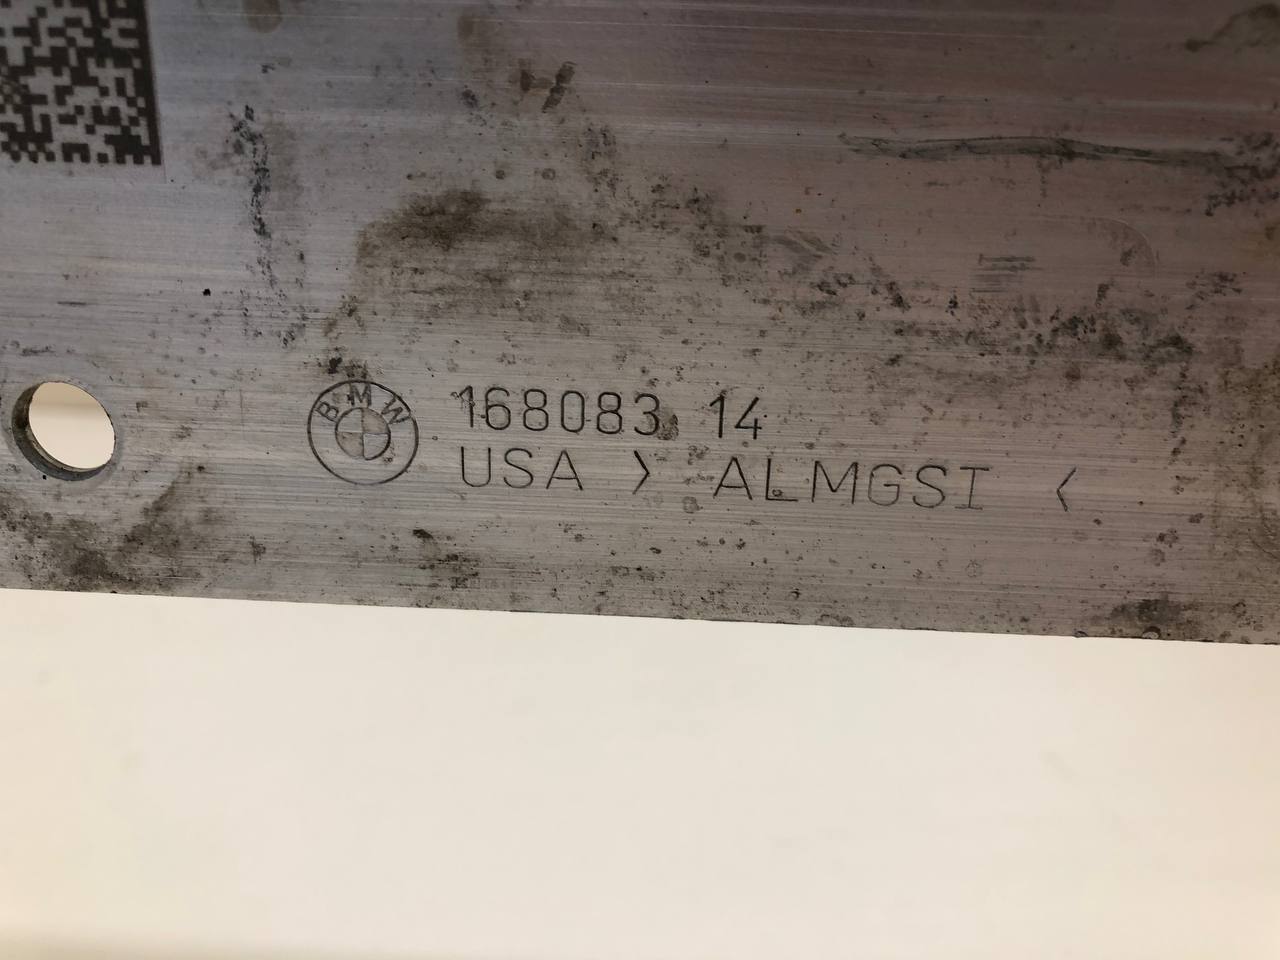 BMW
168083 14
USA > ALMGSI <